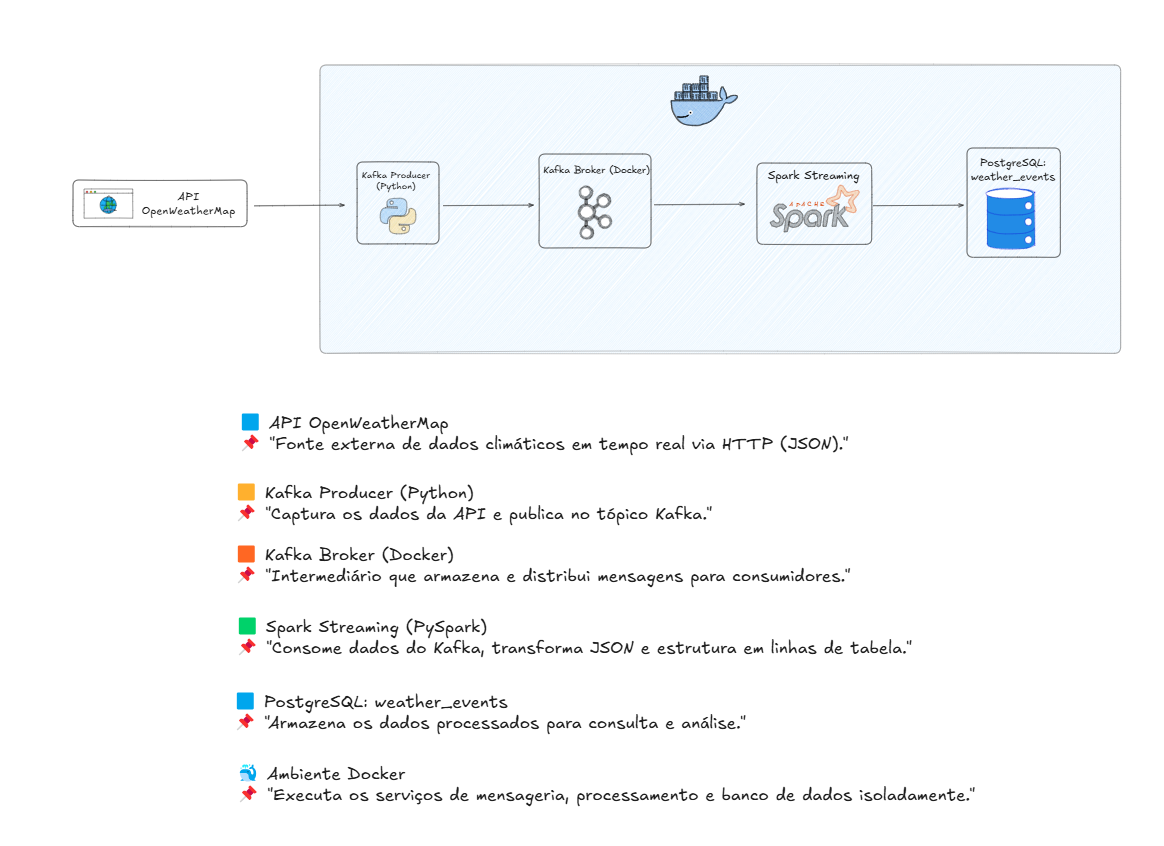 API
OpenWeatherMap
Kafka Producer
(Python)
Kafka Broker (Docker)
Spark Streaming
APACHE
Spark
PostgreSQL:
weather_events
API OpenWeatherMap
"Fonte externa de dados climáticos em tempo real via HTTP (JSON)."
Kafka Producer (Python)
"Captura os dados da API e publica no tópico Kafka."
Kafka Broker (Docker)
"Intermediário que armazena e distribui mensagens para consumidores."
Spark Streaming (PySpark)
"Consome dados do Kafka, transforma JSON e estrutura em linhas de tabela."
PostgreSQL: weather_events
"Armazena os dados processados para consulta e análise."
Ambiente Docker
"Executa os serviços de mensageria, processamento e banco de dados isoladamente."